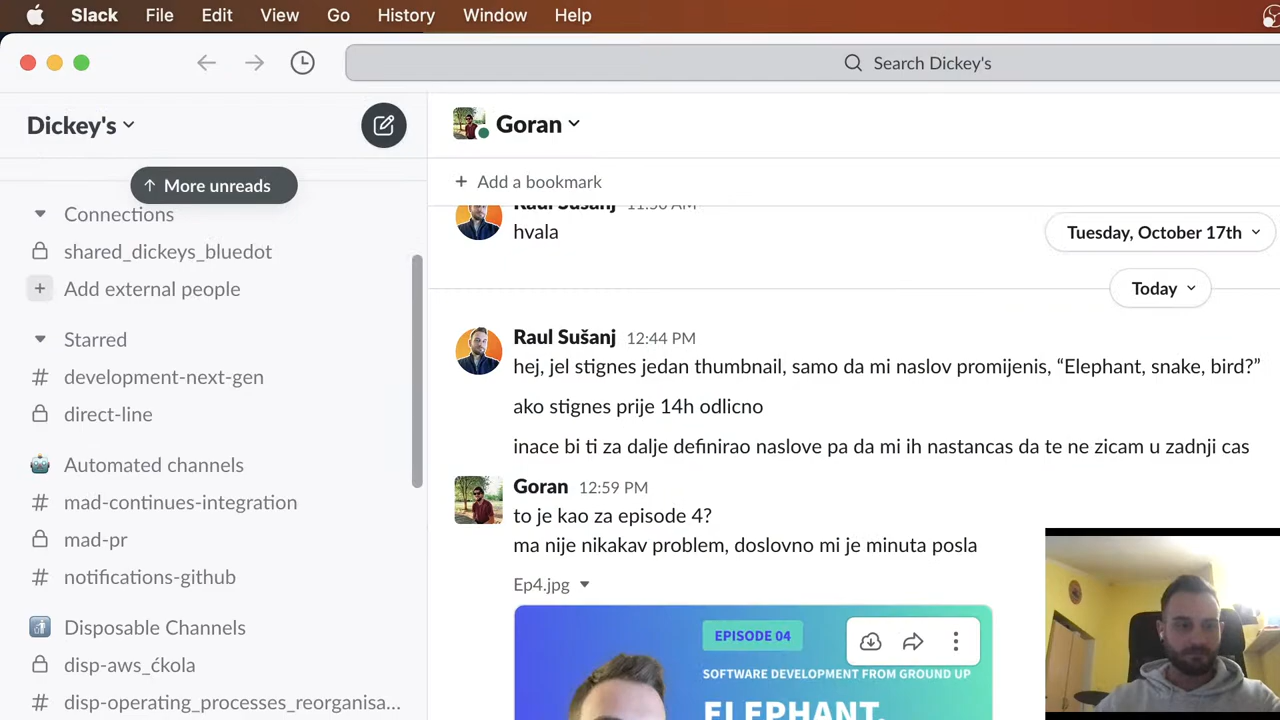 Slack File Edit View Go History Window Help
Search Dickey's
Dickey's
Goran
More unreads
+ Add a bookmark
Connections
shared_dickeys_bluedot
Add external people
Starred
development-next-gen
direct-line
Automated channels
mad-continues-integration
mad-pr
notifications-github
Disposable Channels
disp-aws_ćkola
disp-operating_processes_reorganisa...
Raul Sušanj 11:50 AM
hvala
Tuesday, October 17th
Today
Raul Sušanj 12:44 PM
hej, jel stignes jedan thumbnail, samo da mi naslov promijenis, “Elephant, snake, bird?”
ako stignes prije 14h odlicno
inace bi ti za dalje definirao naslove pa da mi ih nastancas da te ne zicam u zadnji cas
Goran 12:59 PM
to je kao za episode 4?
ma nije nikakav problem, doslovno mi je minuta posla
Ep4.jpg
EPISODE 04
SOFTWARE DEVELOPMENT FROM GROUND UP
ELEPHANT,